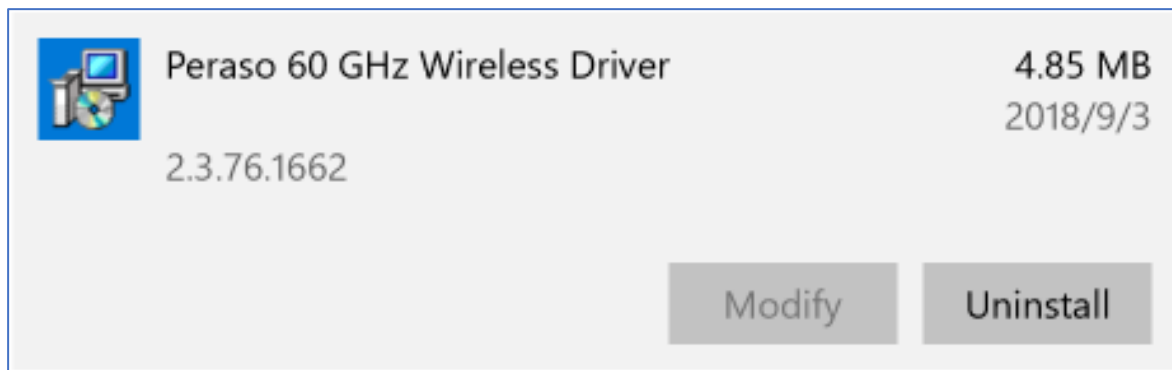 Peraso 60 GHz Wireless Driver 4.85 MB
2018/9/3
2.3.76.1662
Modify Uninstall